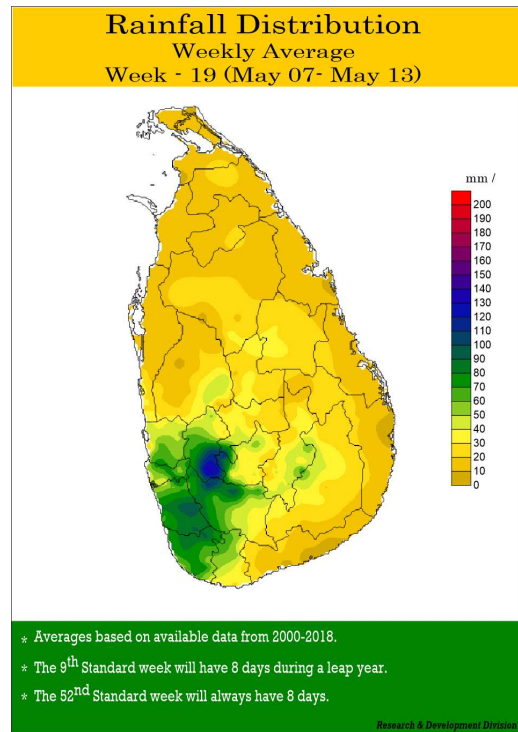 Rainfall Distribution
Weekly Average
Week - 19 (May 07- May 13)
mm /
200
190
180
170
160
150
140
130
120
110
100
90
80
70
60
50
40
30
20
10
0
* Averages based on available data from 2000-2018.
* The 9th Standard week will have 8 days during a leap year.
* The 52nd Standard week will always have 8 days.
Research & Development Division